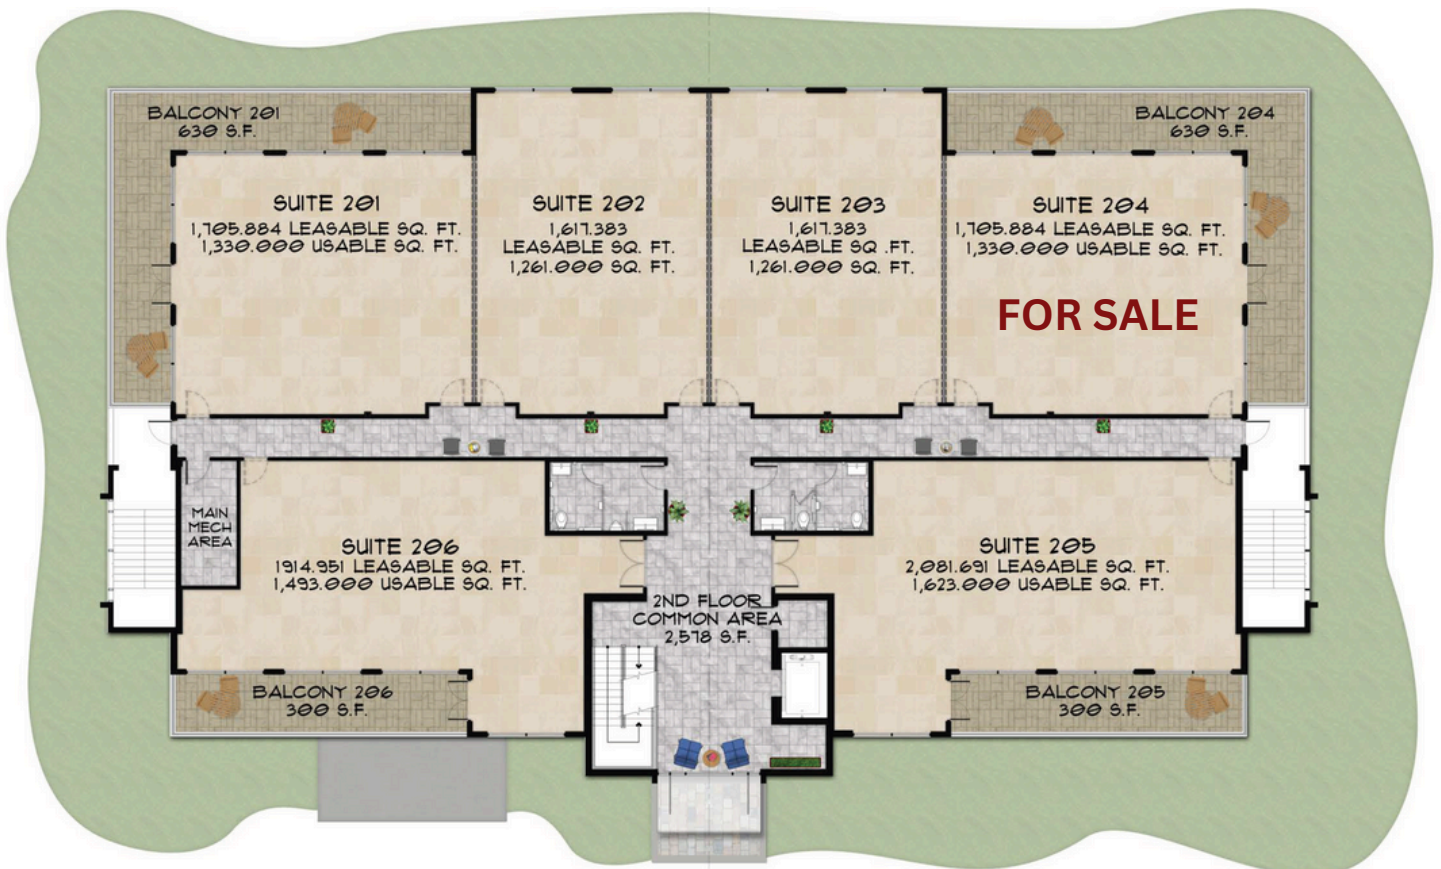 BALCONY 201
630 S.F.
BALCONY 204
630 S.F.
SUITE 201
1,705.884 LEASABLE SQ. FT.
1,330.000 USABLE SQ. FT.
SUITE 202
1,617.383
LEASABLE SQ. FT.
1,261.000 SQ. FT.
SUITE 203
1,617.383
LEASABLE SQ .FT.
1,261.000 SQ. FT.
SUITE 204
1,705.884 LEASABLE SQ. FT.
1,330.000 USABLE SQ. FT.
FOR SALE
MAIN
MECH
AREA
SUITE 206
1914.951 LEASABLE SQ. FT.
1,493.000 USABLE SQ. FT.
SUITE 205
2,081.691 LEASABLE SQ. FT.
1,623.000 USABLE SQ. FT.
2ND FLOOR
COMMON AREA
2,578 S.F.
BALCONY 206
300 S.F.
BALCONY 205
300 S.F.